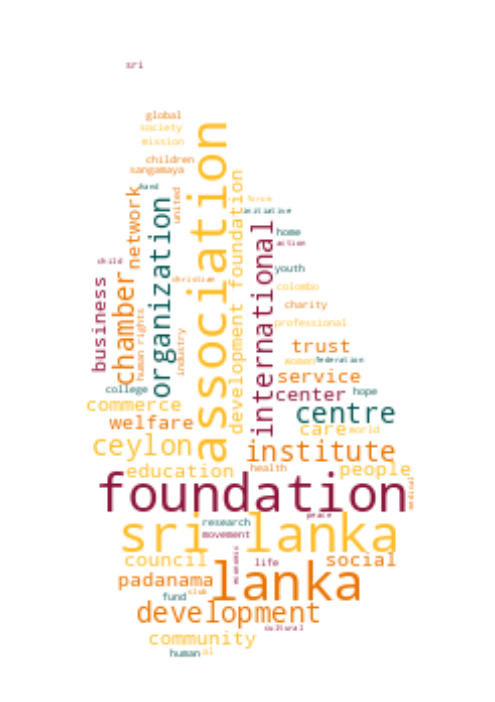 sri
global
society
mission
children
sangamaya
hand
united
association
network
organization
development foundation
forum
initiative
international
home
action
child
youth
christian
colombo
business
chamber
charity
human rights
industry
professional
trust
women
federation
service
college
center
hope
commerce
centre
welfare
care
world
ceylon
institute
education
health
people
medical
foundation
peace
sri lanka
research
movement
council
economic
life
social
padanama
lanka
fund
club
development
cultural
community
human
al